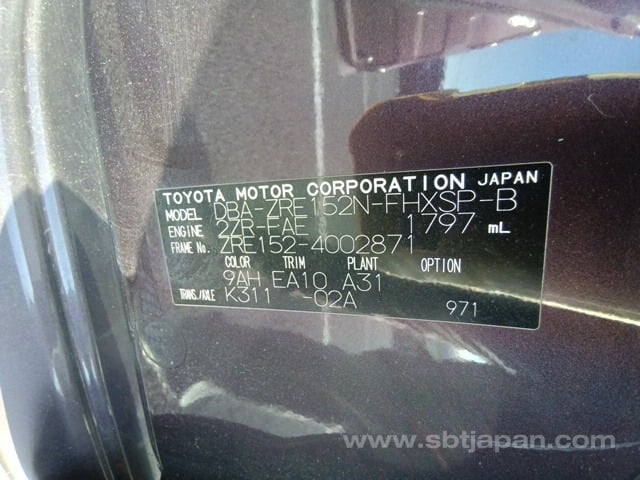 TOYOTA MOTOR CORPORATION JAPAN
MODEL DBA-ZRE152N-FHXSP-B
ENGINE 2ZR-FAE 1797 mL
FRAME No. ZRE152-4002871
COLOR TRIM PLANT OPTION
9AH EA10 A31
TRANS./AXLE K311 -02A 971
www.sbtjapan.com